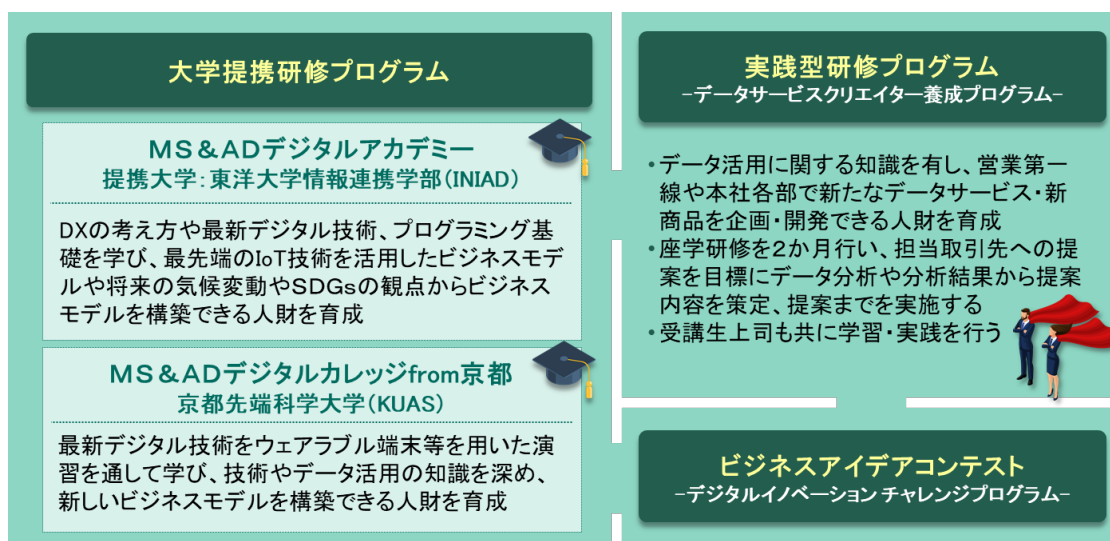 大学提携研修プログラム
MS&ADデジタルアカデミー
提携大学:東洋大学情報連携学部(INIAD)
DXの考え方や最新デジタル技術、プログラミング基
礎を学び、最先端のIoT技術を活用したビジネスモデ
ルや将来の気候変動やSDGsの観点からビジネス
モデルを構築できる人財を育成
MS&ADデジタルカレッジfrom京都
京都先端科学大学(KUAS)
最新デジタル技術をウェアラブル端末等を用いた演
習を通して学び、技術やデータ活用の知識を深め、
新しいビジネスモデルを構築できる人財を育成
実践型研修プログラム
-データサービスクリエイター養成プログラム-
・データ活用に関する知識を有し、営業第一
線や本社各部で新たなデータサービス・新
商品を企画・開発できる人財を育成
・座学研修を2か月行い、担当取引先への提
案を目標にデータ分析や分析結果から提案
内容を策定、提案までを実施する
・受講生上司も共に学習・実践を行う
ビジネスアイデアコンテスト
-デジタルイノベーション チャレンジプログラム-